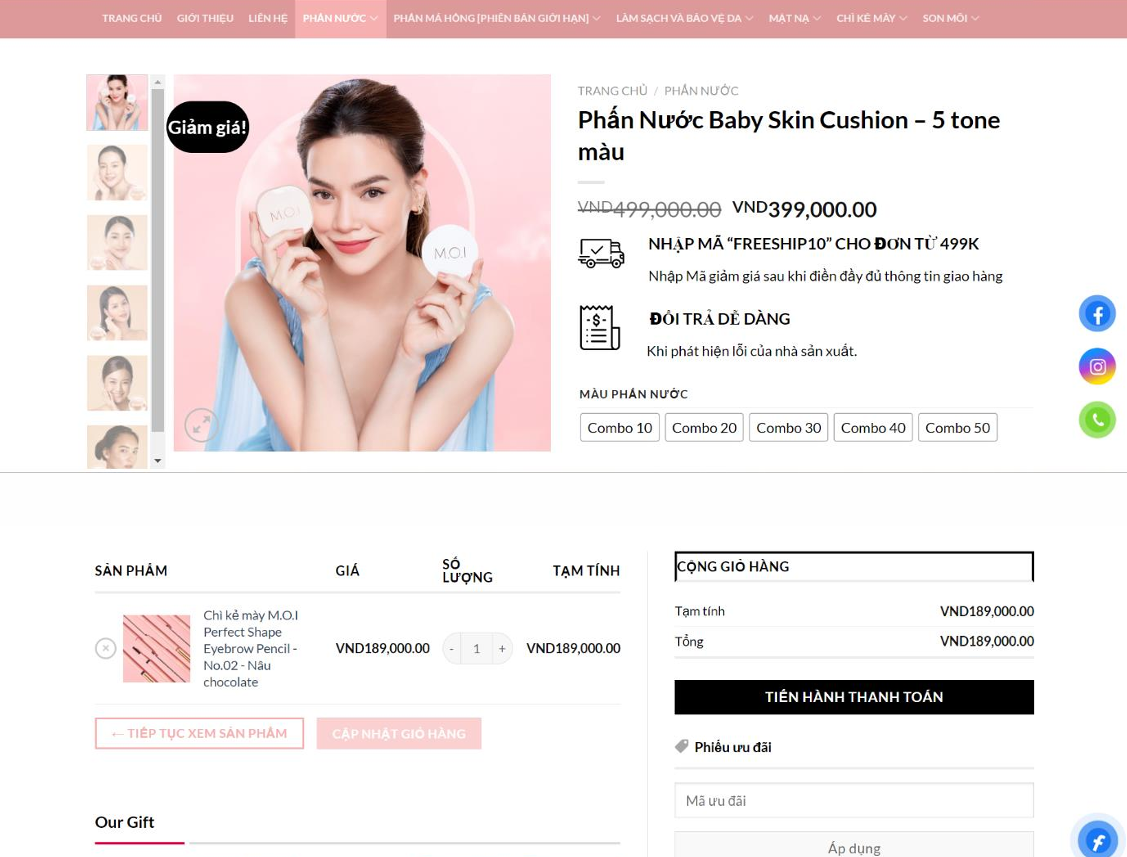 TRANG CHỦ GIỚI THIỆU LIÊN HỆ PHẤN NƯỚC PHẤN MÁ HỒNG [PHIÊN BẢN GIỚI HẠN] LÀM SẠCH VÀ BẢO VỆ DA MẶT NẠ CHÌ KẺ MÀY SON MÔI
Giảm giá!
M.O.I
M.O.I
TRANG CHỦ / PHẤN NƯỚC
Phấn Nước Baby Skin Cushion – 5 tone
màu
VND499,000.00 VND399,000.00
NHẬP MÃ “FREESHIP10” CHO ĐƠN TỪ 499K
Nhập Mã giảm giá sau khi điền đầy đủ thông tin giao hàng
ĐỔI TRẢ DỄ DÀNG
Khi phát hiện lỗi của nhà sản xuất.
MÀU PHẤN NƯỚC
Combo 10 Combo 20 Combo 30 Combo 40 Combo 50
SẢN PHẨM GIÁ SỐ LƯỢNG TẠM TÍNH
Chì kẻ mày M.O.I
Perfect Shape
Eyebrow Pencil -
No.02 - Nâu
chocolate
VND189,000.00 - 1 + VND189,000.00
← TIẾP TỤC XEM SẢN PHẨM CẬP NHẬT GIỎ HÀNG
Our Gift
CỘNG GIỎ HÀNG
Tạm tính VND189,000.00
Tổng VND189,000.00
TIẾN HÀNH THANH TOÁN
Phiếu ưu đãi
Mã ưu đãi
Áp dụng